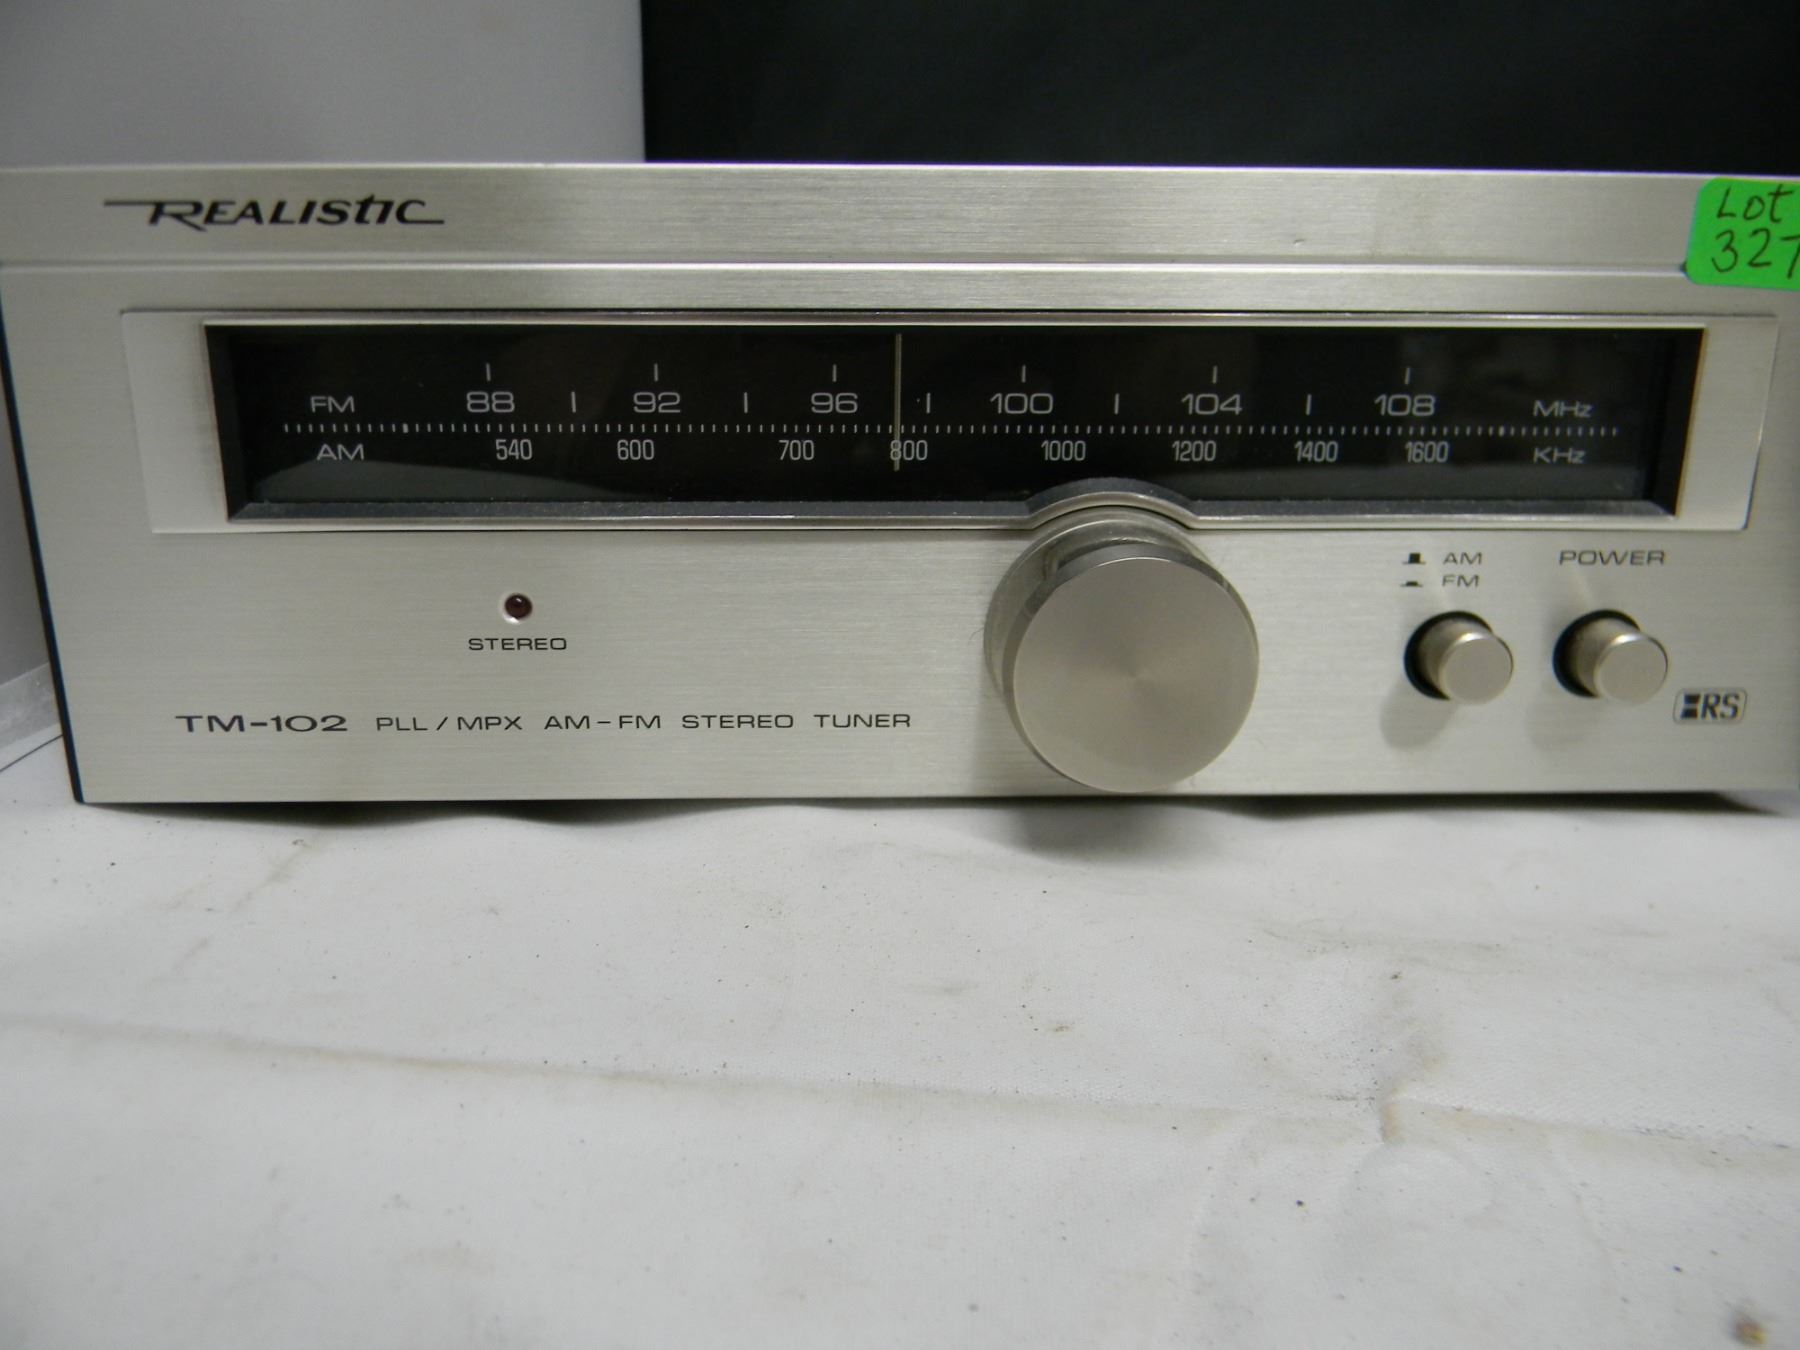 REALISTIC
Lot
327
FM 88 92 96 100 104 108 MHz
AM 540 600 700 800 1000 1200 1400 1600 KHz
AM
FM
POWER
STEREO
TM-102 PLL/MPX AM-FM STEREO TUNER
RS